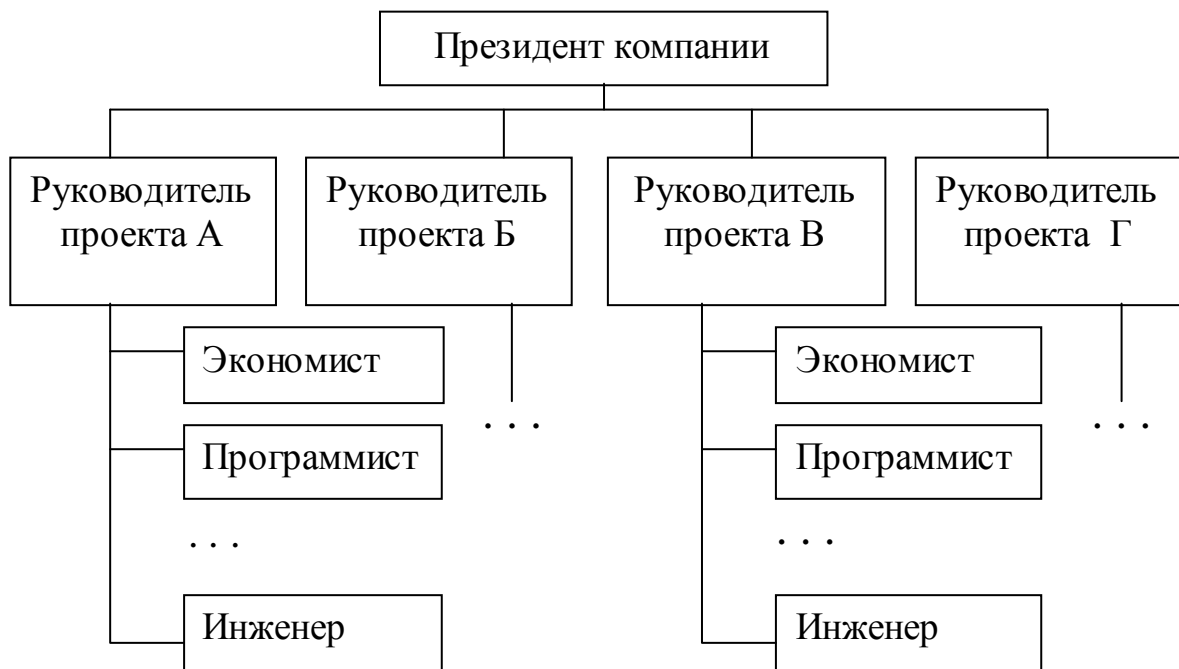 Президент компании
Руководитель
проекта А
Руководитель
проекта Б
Руководитель
проекта В
Руководитель
проекта Г
Экономист
Программист
. . .
Инженер
. . .
Экономист
Программист
. . .
Инженер
. . .